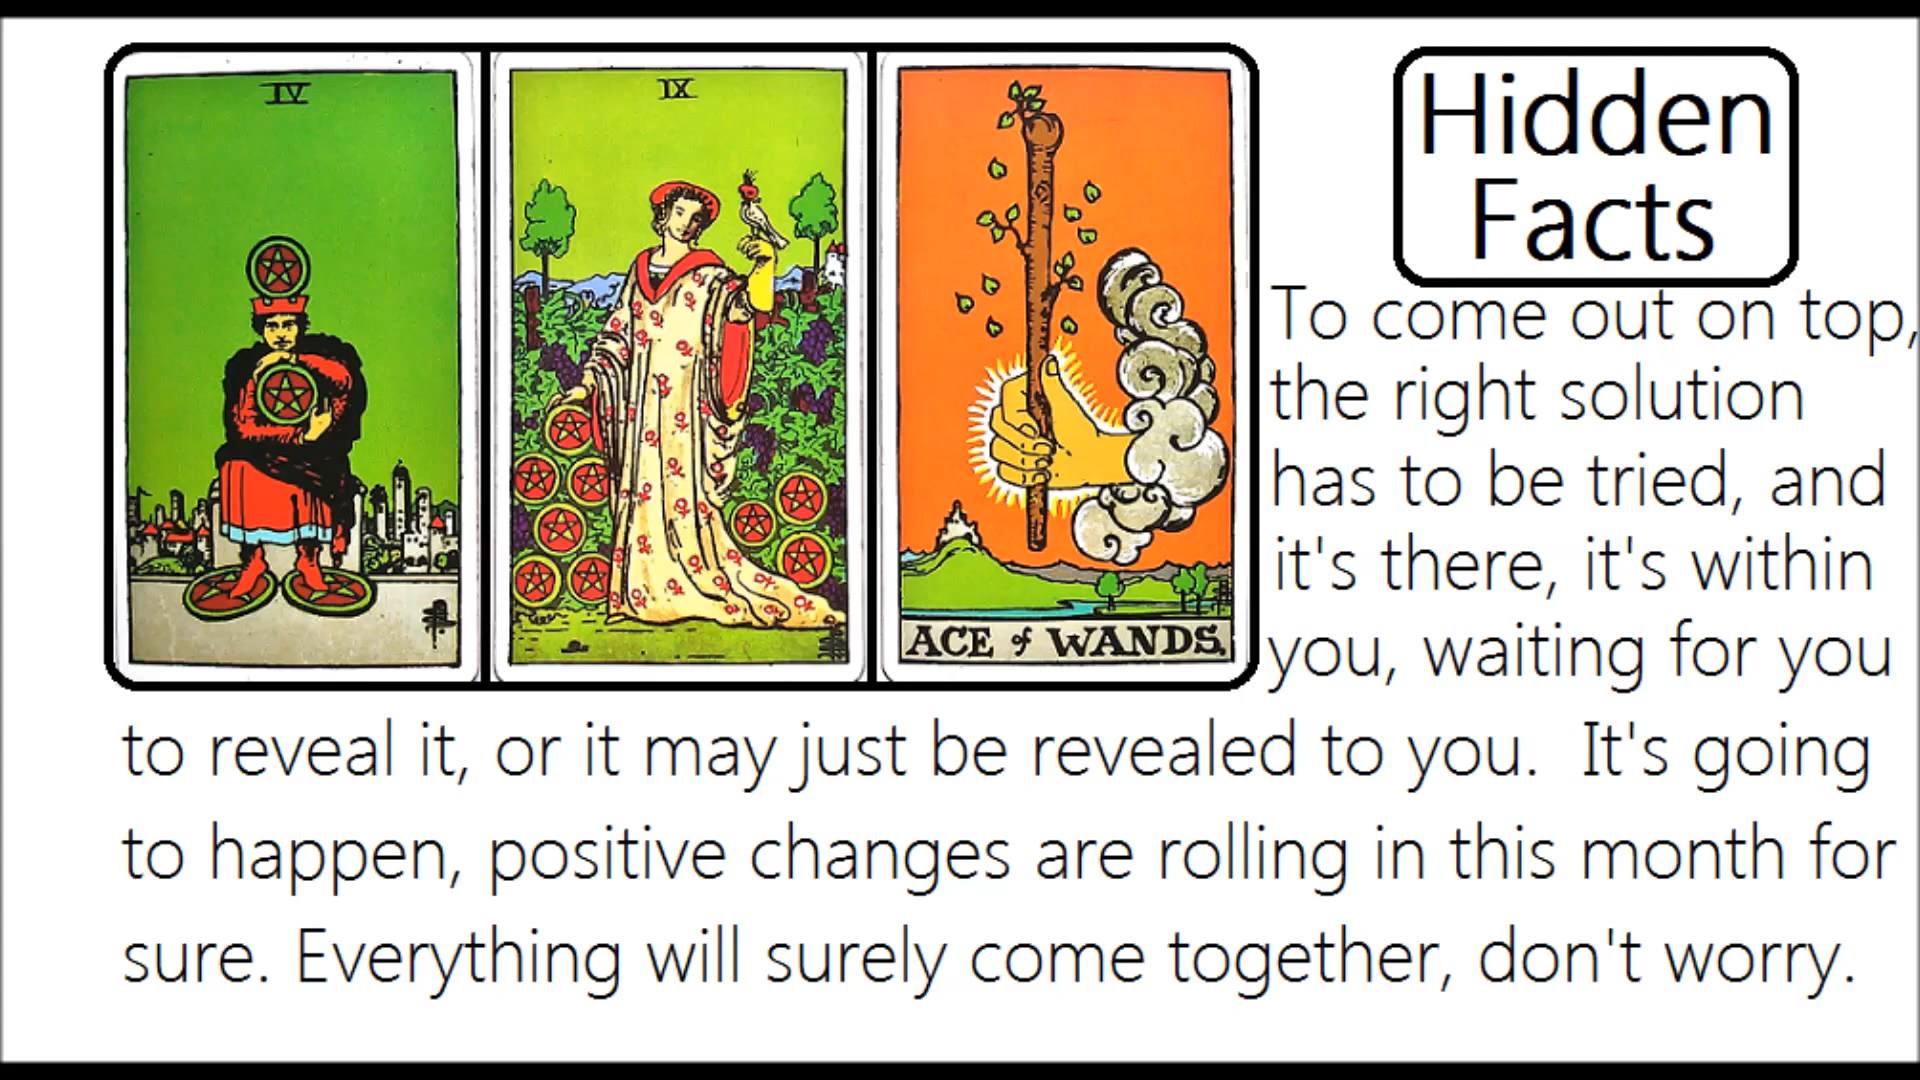 IV
IX
ACE of WANDS.
Hidden
Facts
To come out on top,
the right solution
has to be tried, and
it's there, it's within
you, waiting for you
to reveal it, or it may just be revealed to you.  It's going
to happen, positive changes are rolling in this month for
sure. Everything will surely come together, don't worry.